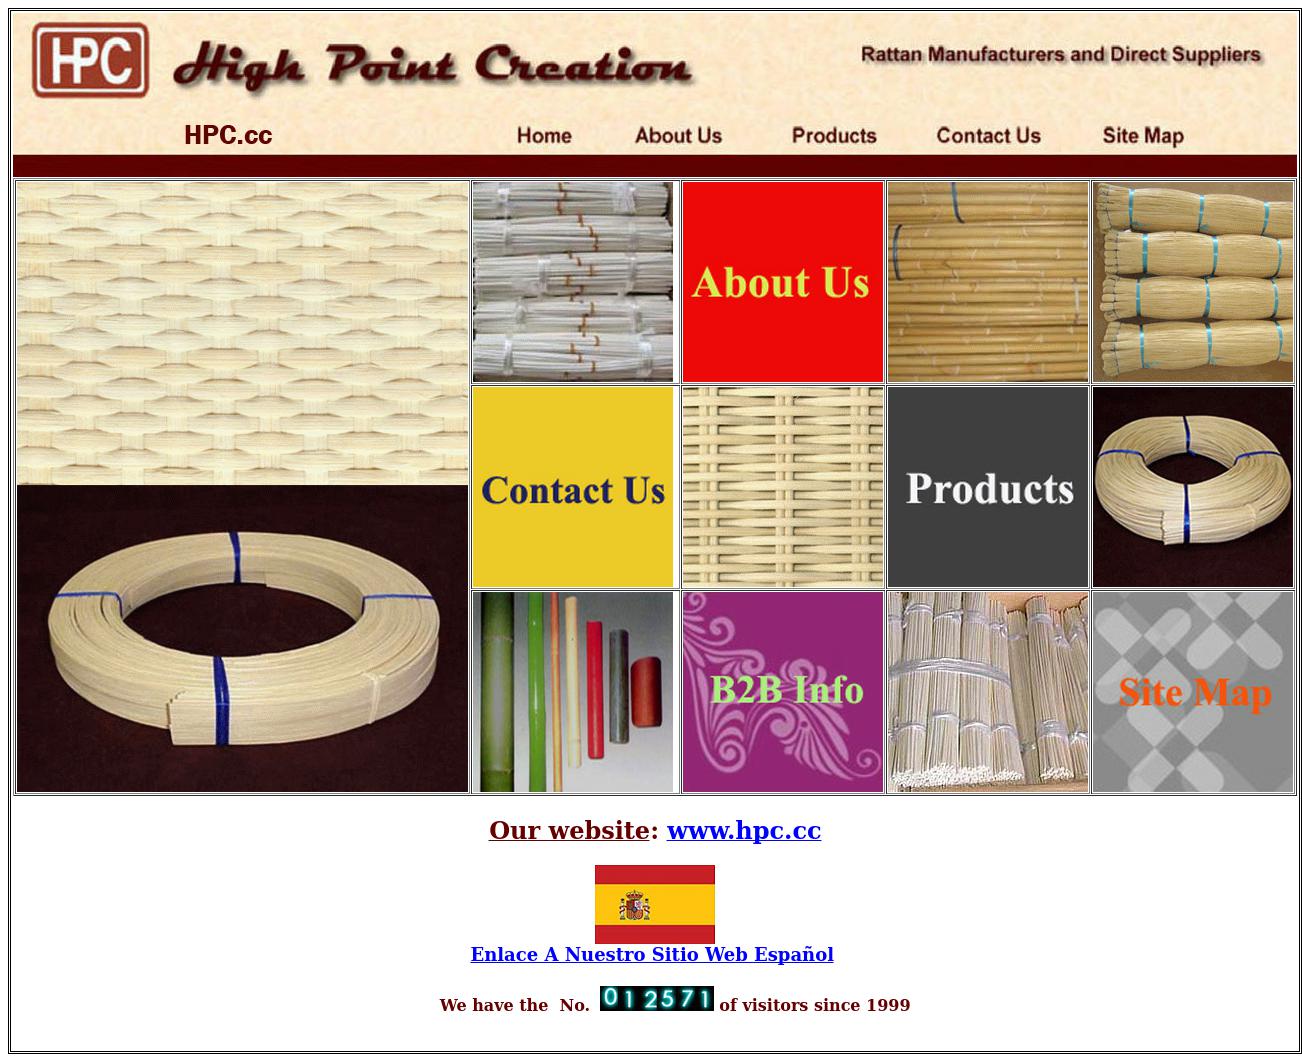 HPC High Point Creation
Rattan Manufacturers and Direct Suppliers
HPC.cc Home About Us Products Contact Us Site Map
About Us
Contact Us
Products
B2B Info
Site Map
Our website: www.hpc.cc
Enlace A Nuestro Sitio Web Español
We have the No. 012571 of visitors since 1999